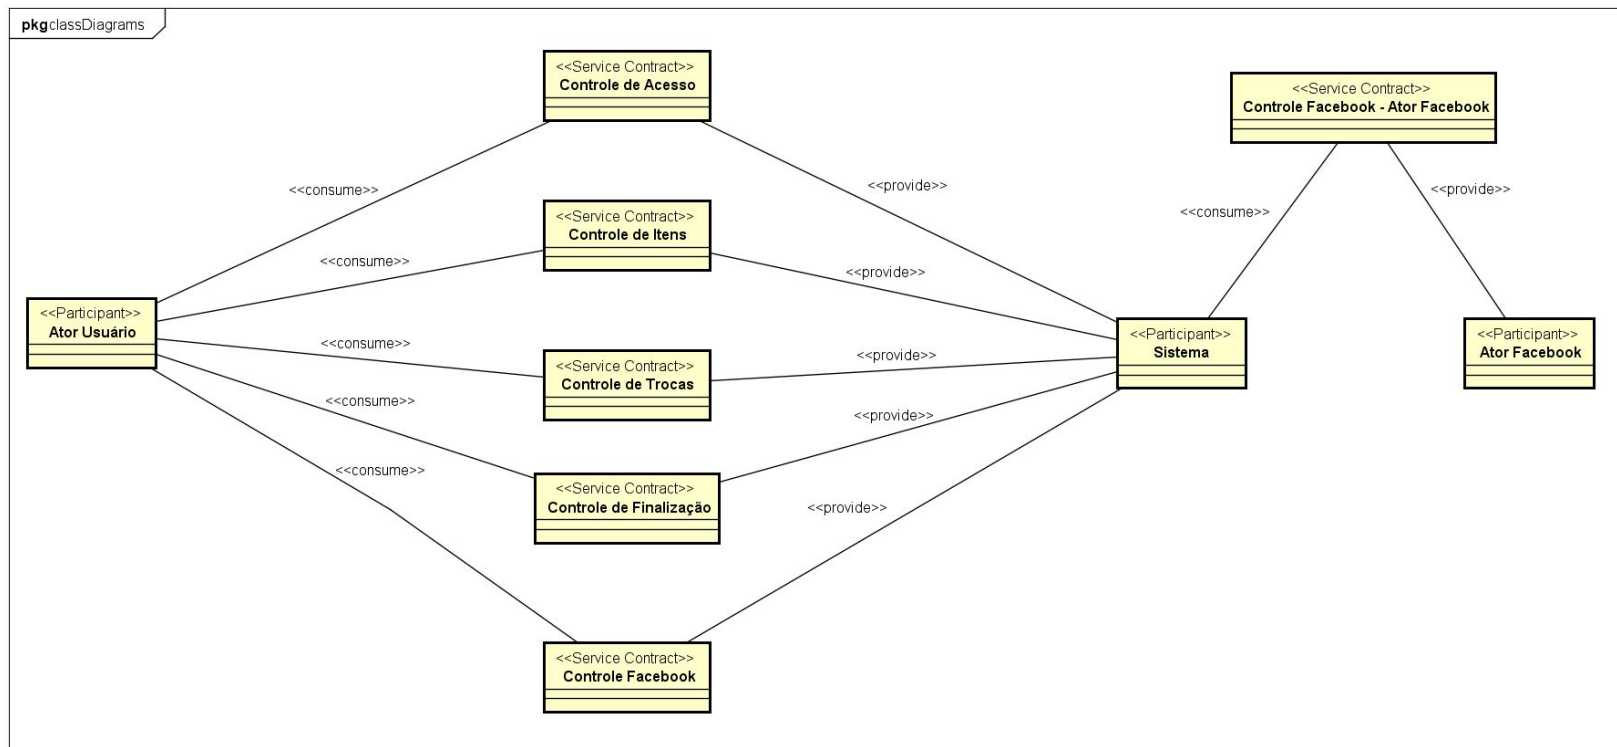 pkg classDiagrams
<<Service Contract>>
Controle de Acesso
<<Service Contract>>
Controle Facebook - Ator Facebook
<<consume>>
<<provide>>
<<provide>>
<<consume>>
<<Service Contract>>
Controle de Itens
<<consume>>
<<provide>>
<<Participant>>
Ator Usuário
<<Participant>>
Sistema
<<Participant>>
Ator Facebook
<<consume>>
<<provide>>
<<Service Contract>>
Controle de Trocas
<<consume>>
<<provide>>
<<Service Contract>>
Controle de Finalização
<<consume>>
<<provide>>
<<Service Contract>>
Controle Facebook